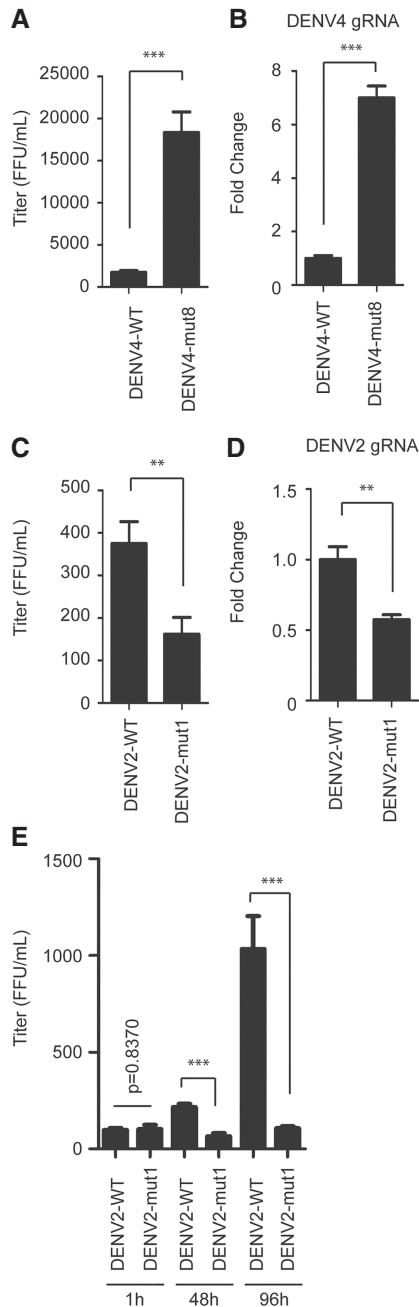 A
***
25000
20000
15000
10000
5000
0
Titer (FFU/mL)
DENV4-WT
DENV4-mut8
B
DENV4 gRNA
***
8
6
4
2
0
Fold Change
DENV4-WT
DENV4-mut8
C
**
500
400
300
200
100
0
Titer (FFU/mL)
DENV2-WT
DENV2-mut1
D
DENV2 gRNA
**
1.5
1.0
0.5
0
Fold Change
DENV2-WT
DENV2-mut1
E
1500
1000
500
0
Titer (FFU/mL)
p=0.8370
***
***
DENV2-WT
DENV2-mut1
DENV2-WT
DENV2-mut1
DENV2-WT
DENV2-mut1
1h
48h
96h